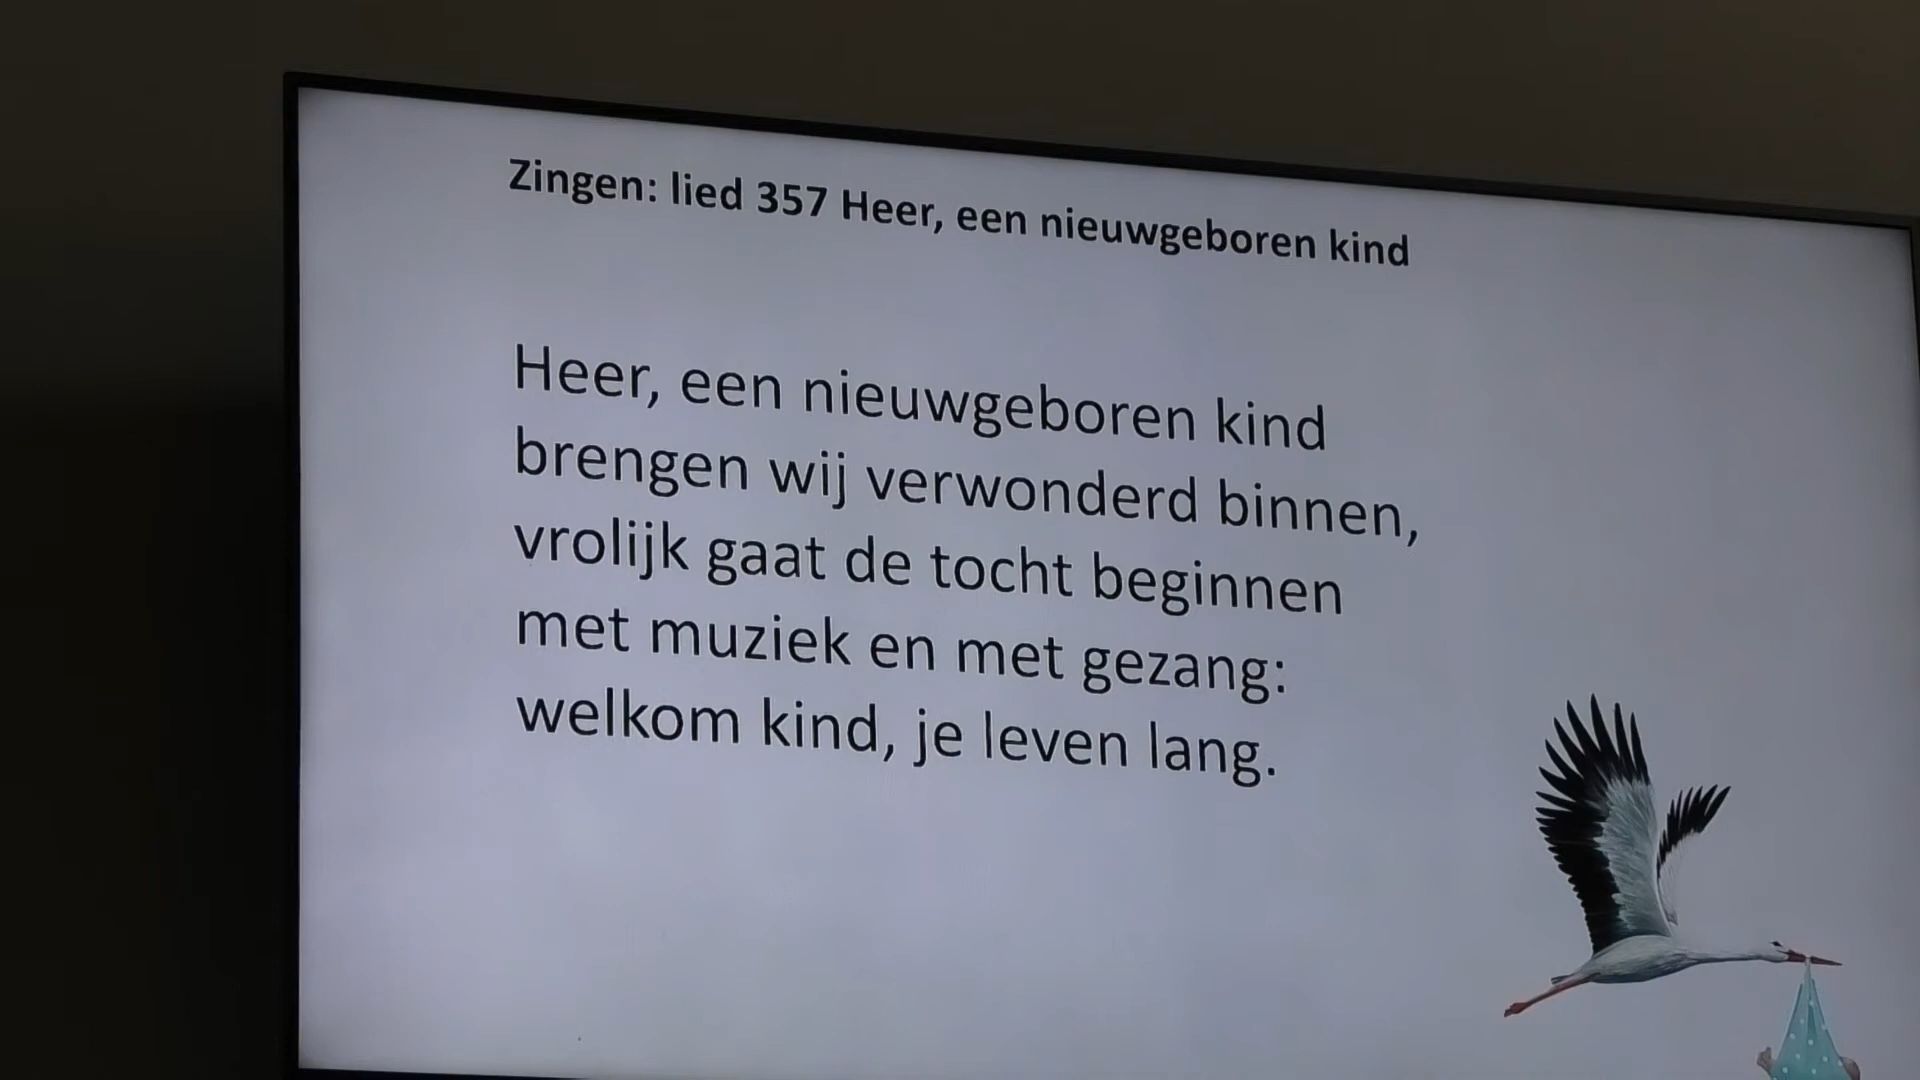 Zingen: lied 357 Heer, een nieuwgeboren kind
Heer, een nieuwgeboren kind
brengen wij verwonderd binnen,
vrolijk gaat de tocht beginnen
met muziek en met gezang:
welkom kind, je leven lang.